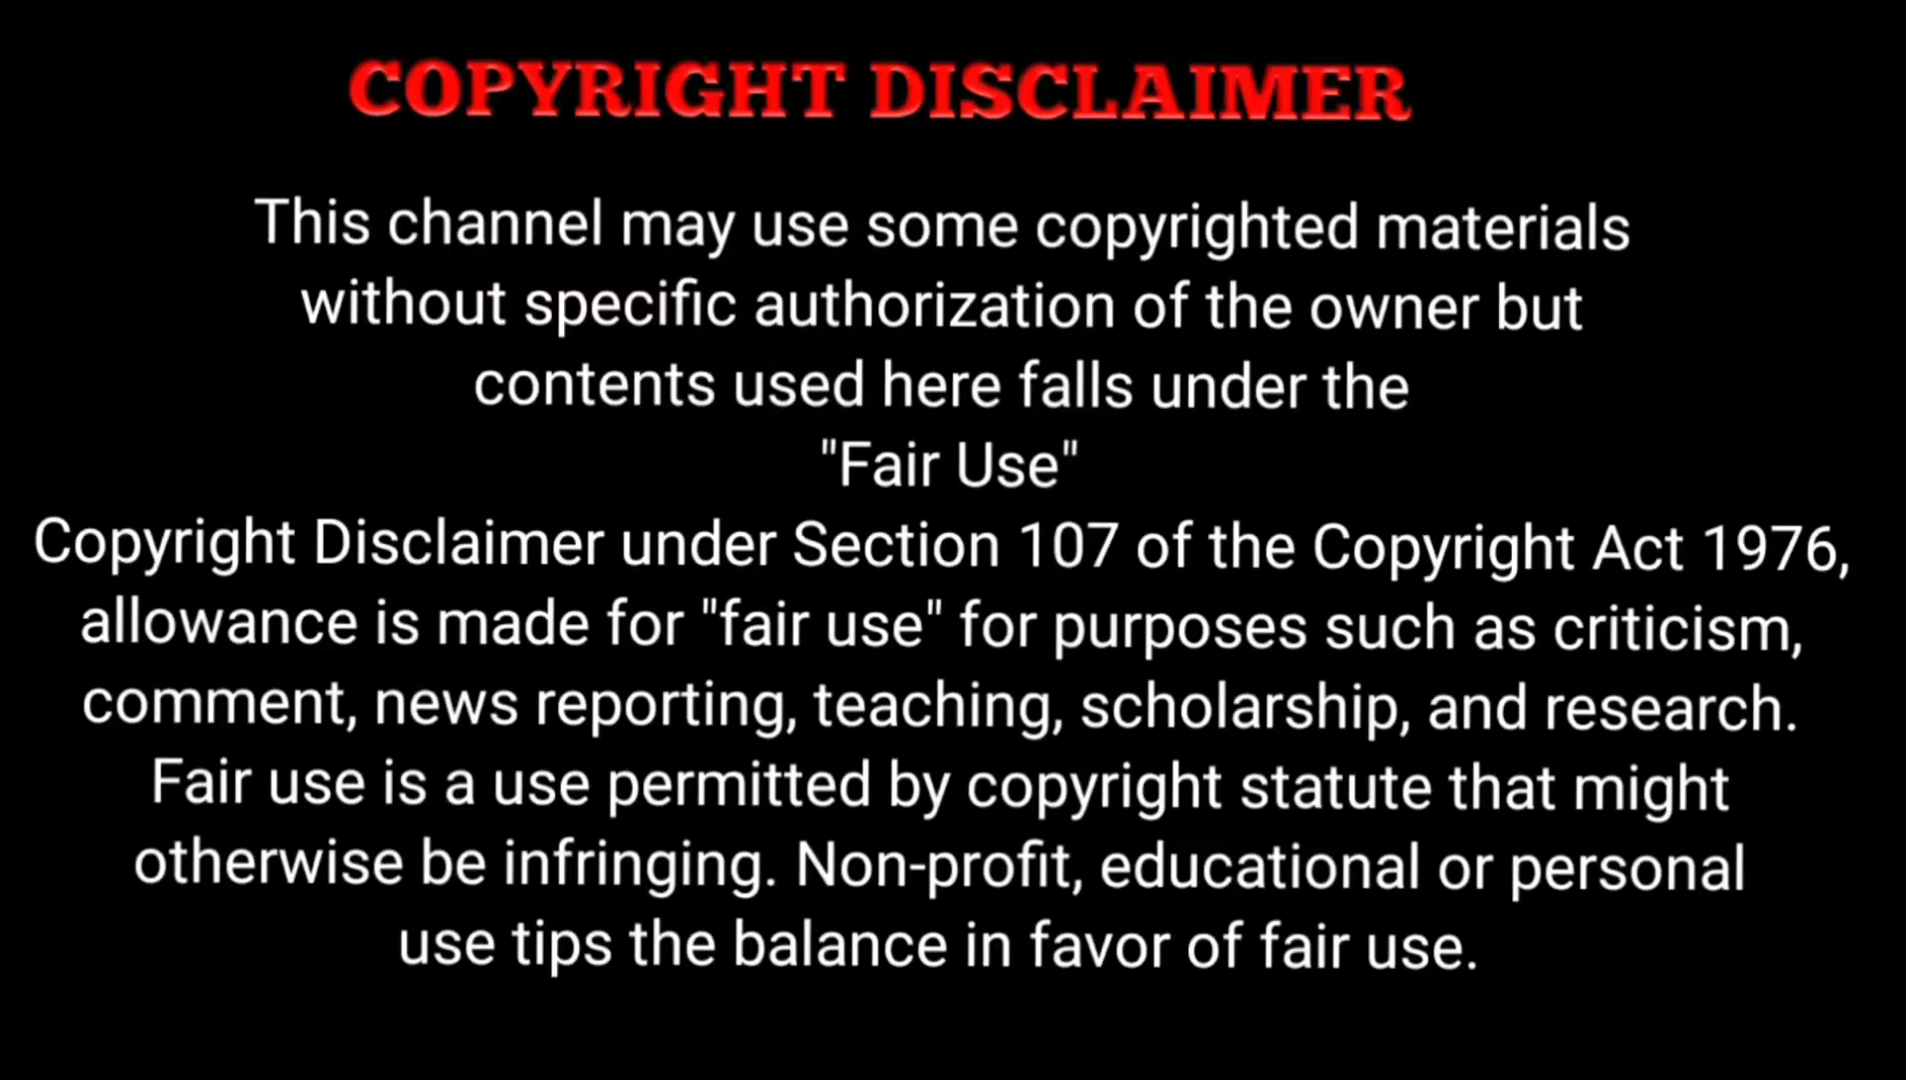 COPYRIGHT DISCLAIMER
This channel may use some copyrighted materials
without specific authorization of the owner but
contents used here falls under the
"Fair Use"
Copyright Disclaimer under Section 107 of the Copyright Act 1976,
allowance is made for "fair use" for purposes such as criticism,
comment, news reporting, teaching, scholarship, and research.
Fair use is a use permitted by copyright statute that might
otherwise be infringing. Non-profit, educational or personal
use tips the balance in favor of fair use.